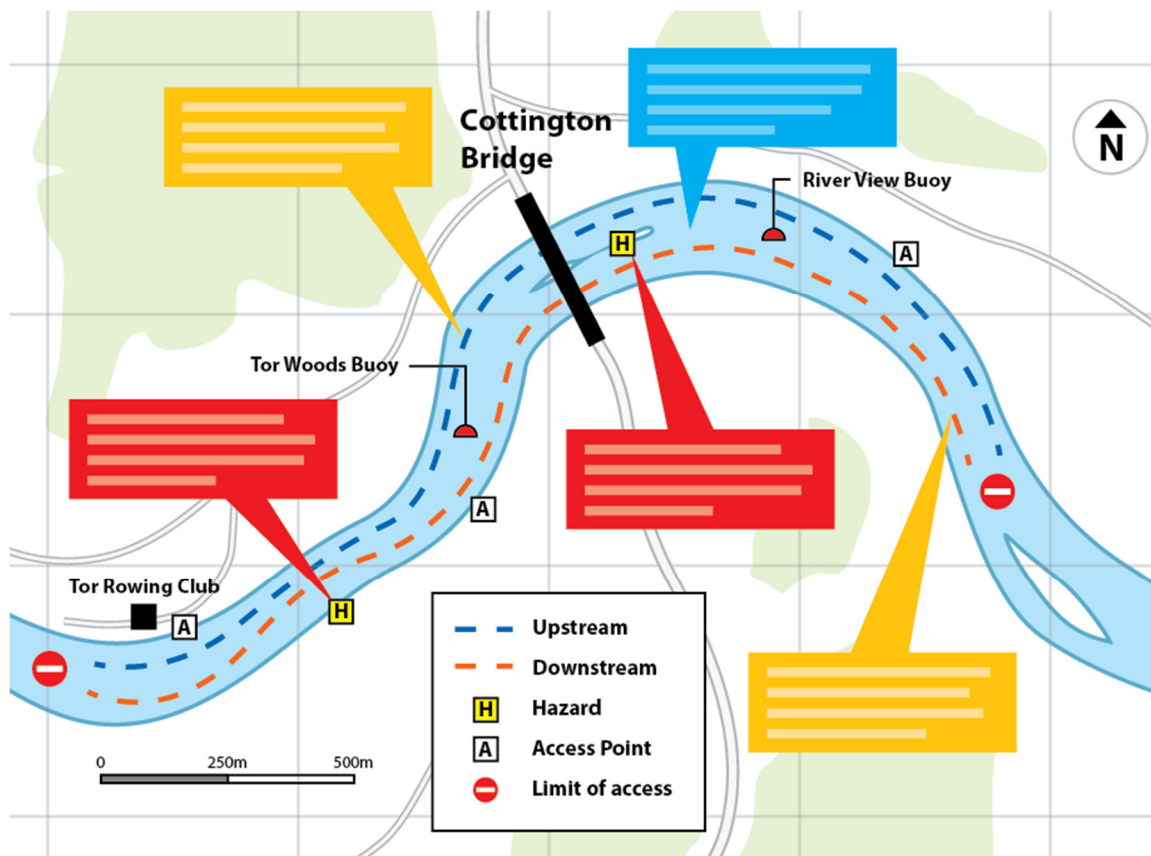 Cottington
Bridge
N
River View Buoy
H
A
Tor Woods Buoy
A
Tor Rowing Club
A
H
Upstream
Downstream
H Hazard
A Access Point
Limit of access
0 250m 500m